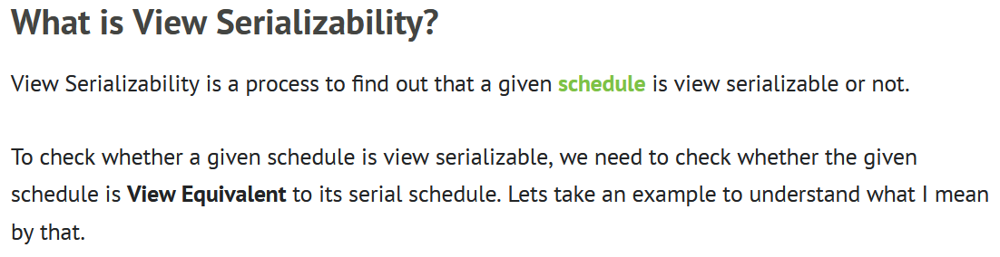 What is View Serializability?
View Serializability is a process to find out that a given schedule is view serializable or not.
To check whether a given schedule is view serializable, we need to check whether the given
schedule is View Equivalent to its serial schedule. Lets take an example to understand what I mean
by that.